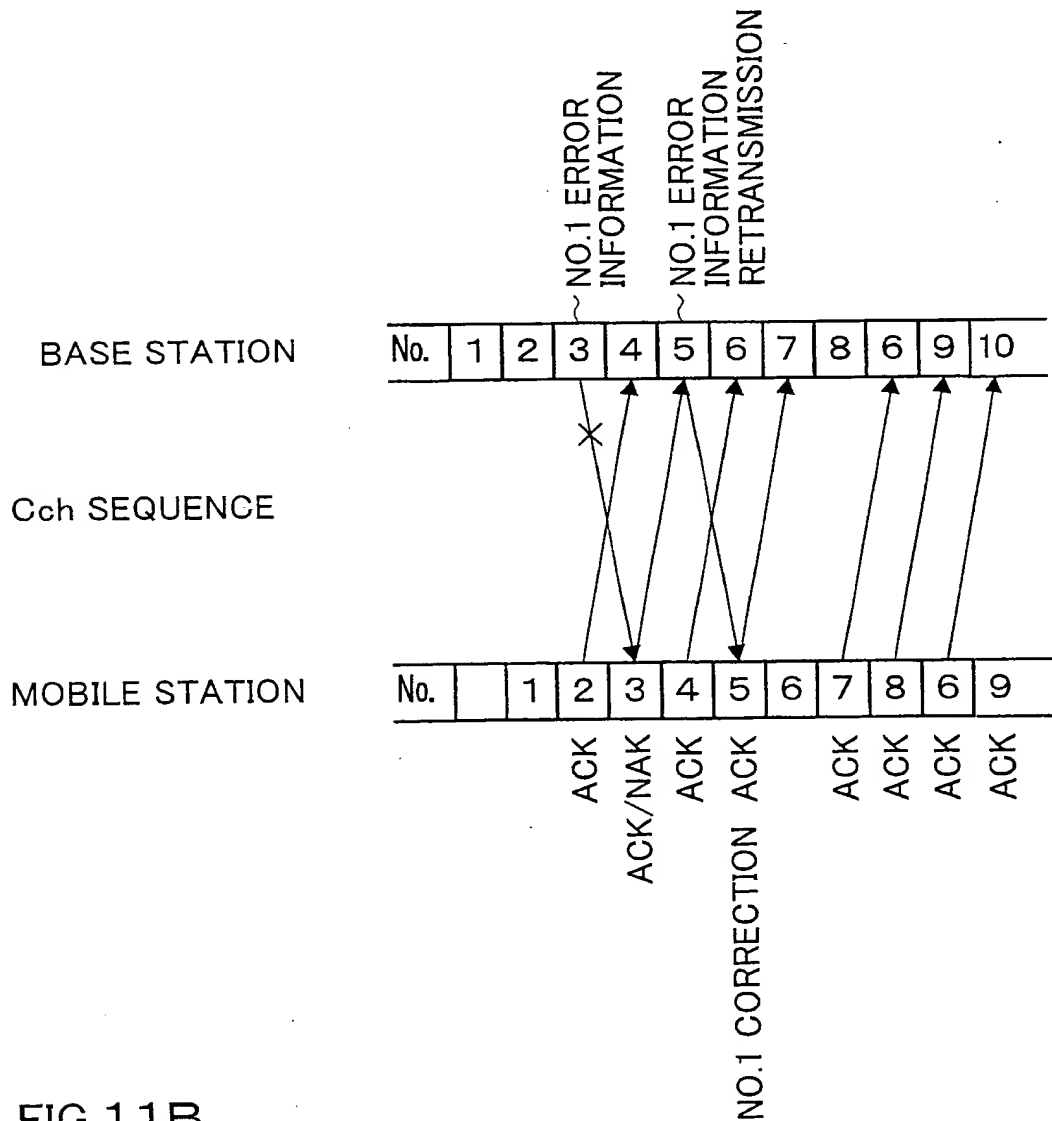 NO.1 ERROR
INFORMATION
NO.1 ERROR
INFORMATION
RETRANSMISSION
BASE STATION
No. 1 2 3 4 5 6 7 8 6 9 10
Cch SEQUENCE
MOBILE STATION
No. 1 2 3 4 5 6 7 8 6 9
ACK
ACK/NAK
ACK
NO.1 CORRECTION ACK
ACK
ACK
ACK
ACK
FIG.11B